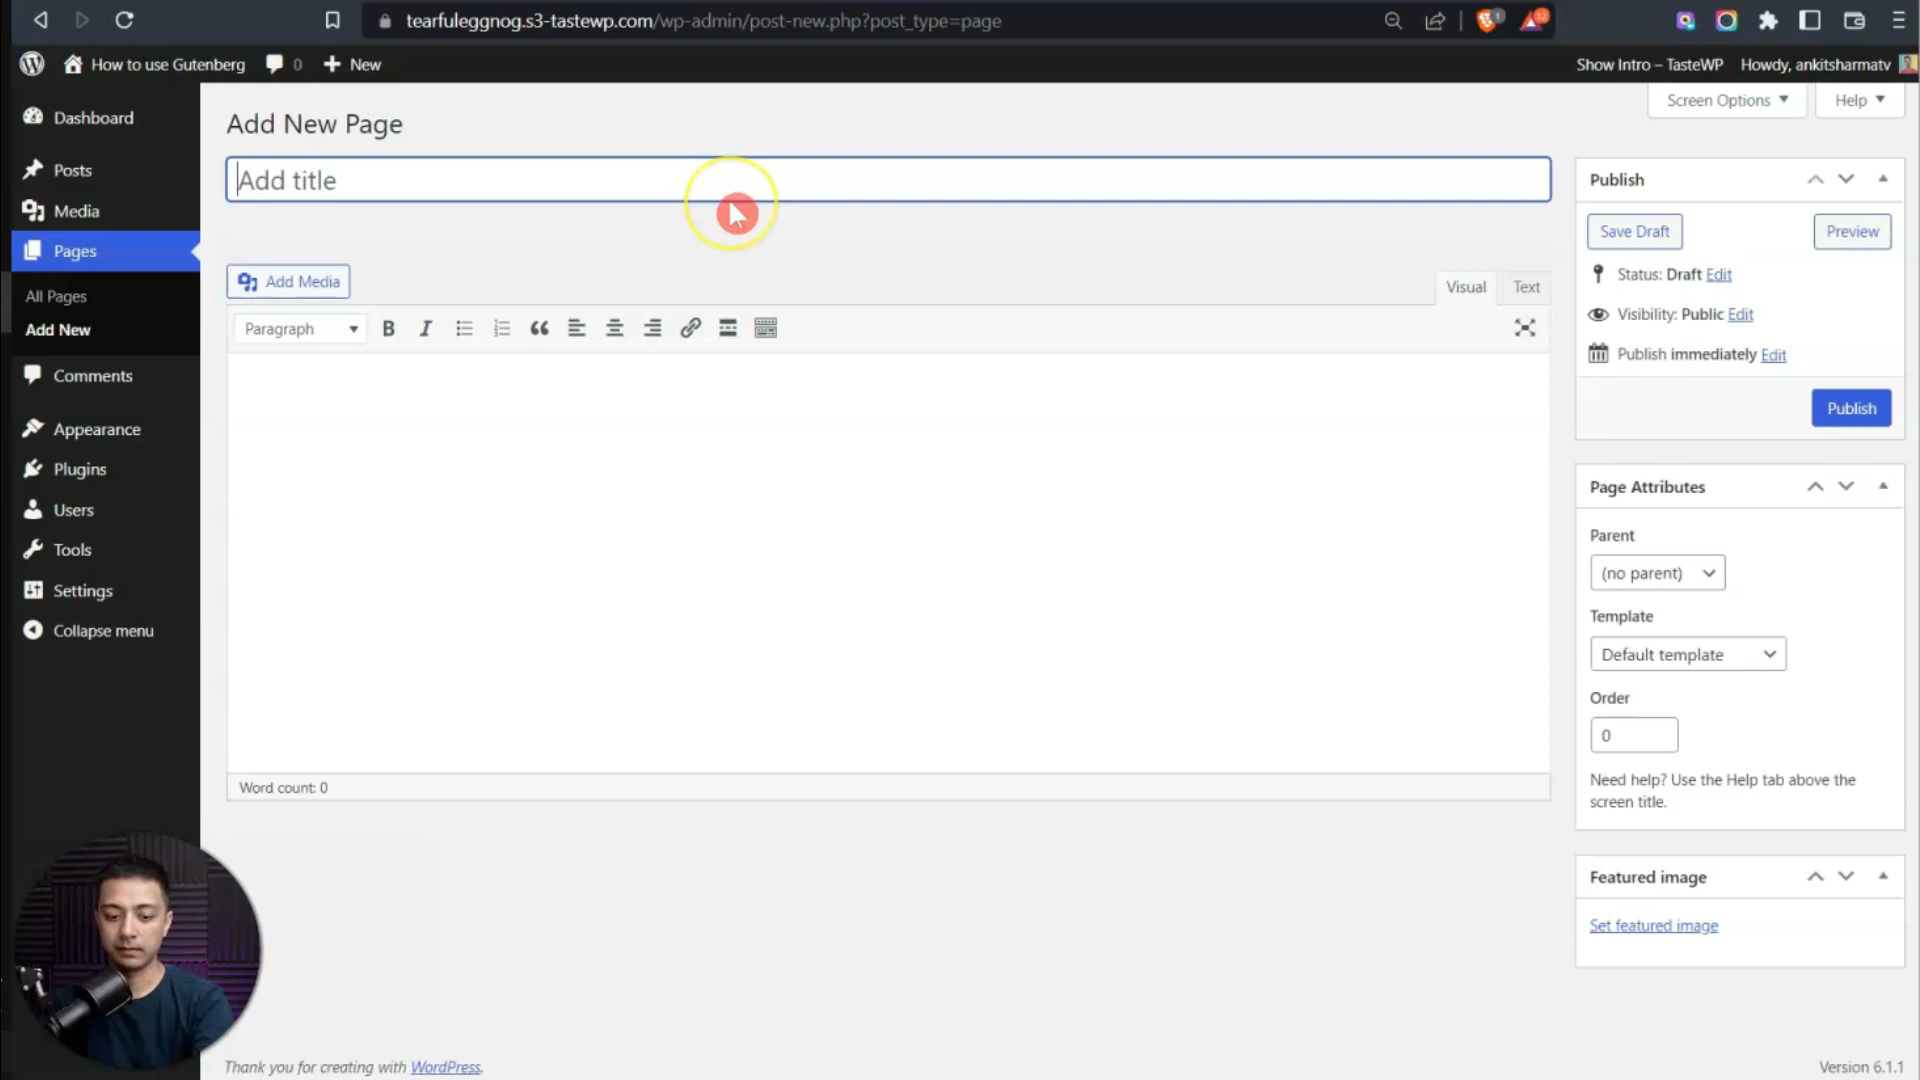 tearfuleggnog.s3-tastewp.com/wp-admin/post-new.php?post_type=page
1
12
How to use Gutenberg
0
New
Show Intro – TasteWP
Howdy, ankitsharmatv
Screen Options
Help
Dashboard
Posts
Media
Pages
All Pages
Add New
Comments
Appearance
Plugins
Users
Tools
Settings
Collapse menu
Add New Page
Add title
Add Media
Visual
Text
Paragraph
B
I
Word count: 0
Publish
Save Draft
Preview
Status: Draft Edit
Visibility: Public Edit
Publish immediately Edit
Publish
Page Attributes
Parent
(no parent)
Template
Default template
Order
0
Need help? Use the Help tab above the
screen title.
Featured image
Set featured image
Thank you for creating with WordPress.
Version 6.1.1